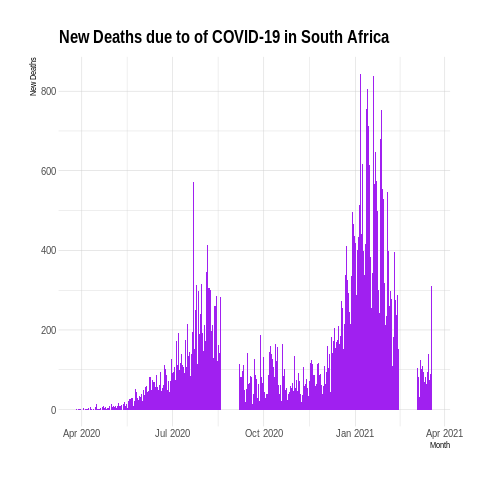 New Deaths due to of COVID-19 in South Africa
New Deaths
800
600
400
200
0
Apr 2020 Jul 2020 Oct 2020 Jan 2021 Apr 2021
Month